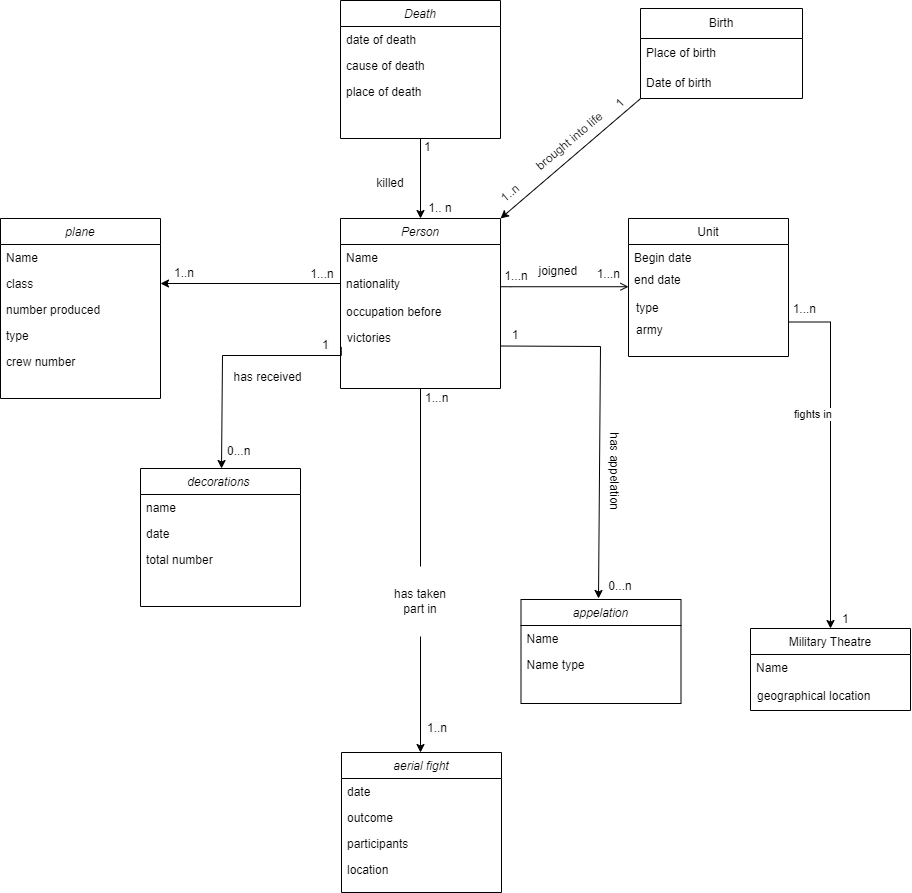 Death
date of death
cause of death
place of death
Birth
Place of birth
Date of birth
1
killed
1.. n
1
brought into life
1..n
plane
Name
class
number produced
type
crew number
1..n
1...n
Person
Name
nationality
occupation before
victories
1...n
joigned
1...n
Unit
Begin date
end date
type
army
1...n
fights in
1
1
has received
0...n
1
has appelation
0...n
1...n
has taken
part in
1..n
decorations
name
date
total number
appelation
Name
Name type
Military Theatre
Name
geographical location
aerial fight
date
outcome
participants
location